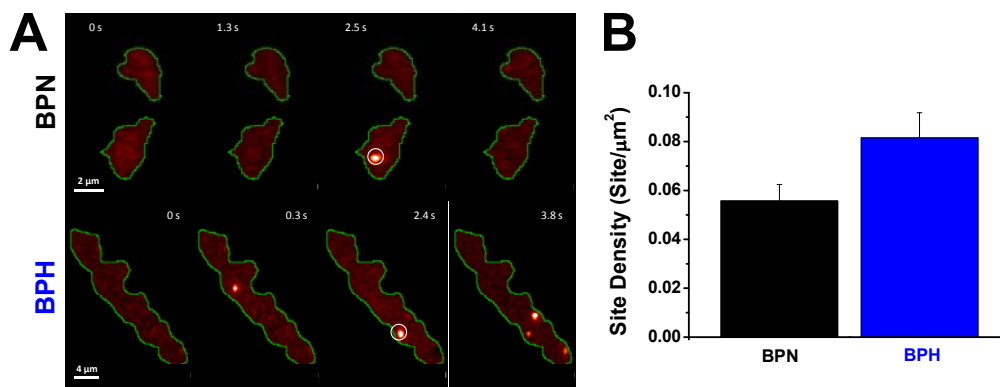 A
BPN
0 s
1.3 s
2.5 s
4.1 s
2 µm
BPH
0 s
0.3 s
2.4 s
3.8 s
4 µm
B
Site Density (Site/µm²)
0.10
0.08
0.06
0.04
0.02
0.00
BPN
BPH